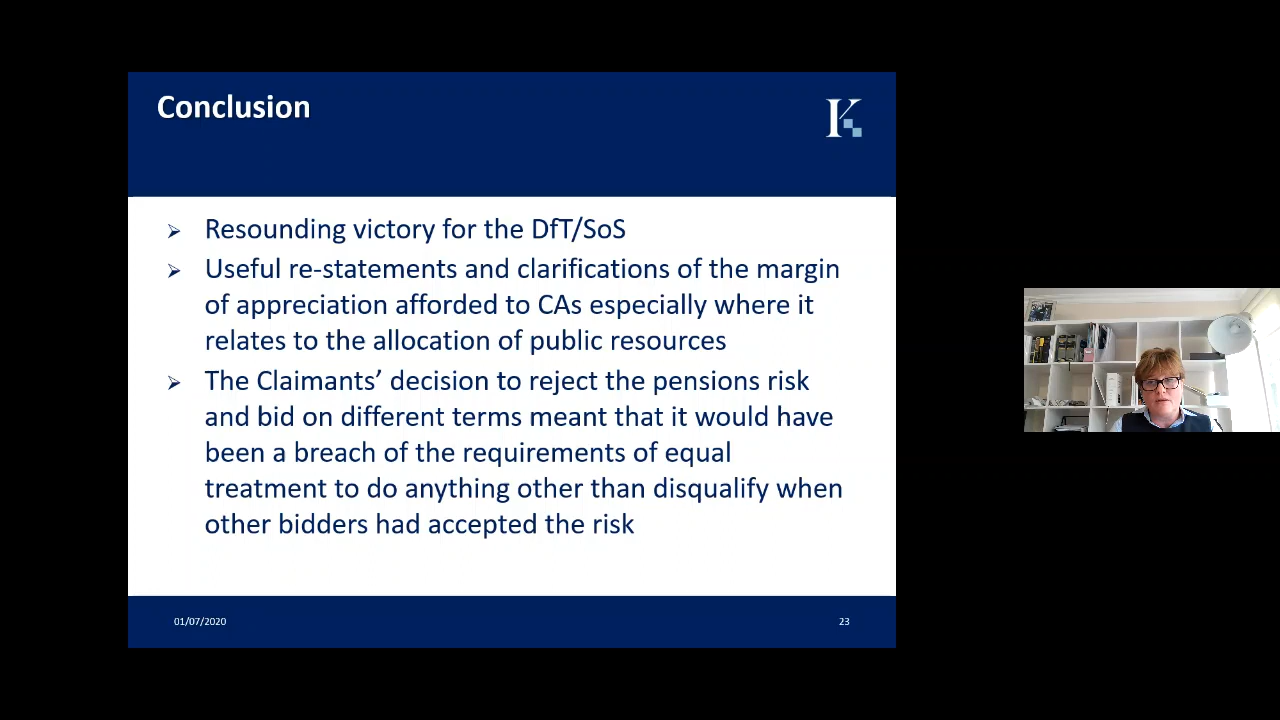 Conclusion
K
➢ Resounding victory for the DfT/SoS
➢ Useful re-statements and clarifications of the margin
of appreciation afforded to CAs especially where it
relates to the allocation of public resources
➢ The Claimants’ decision to reject the pensions risk
and bid on different terms meant that it would have
been a breach of the requirements of equal
treatment to do anything other than disqualify when
other bidders had accepted the risk
01/07/2020
23